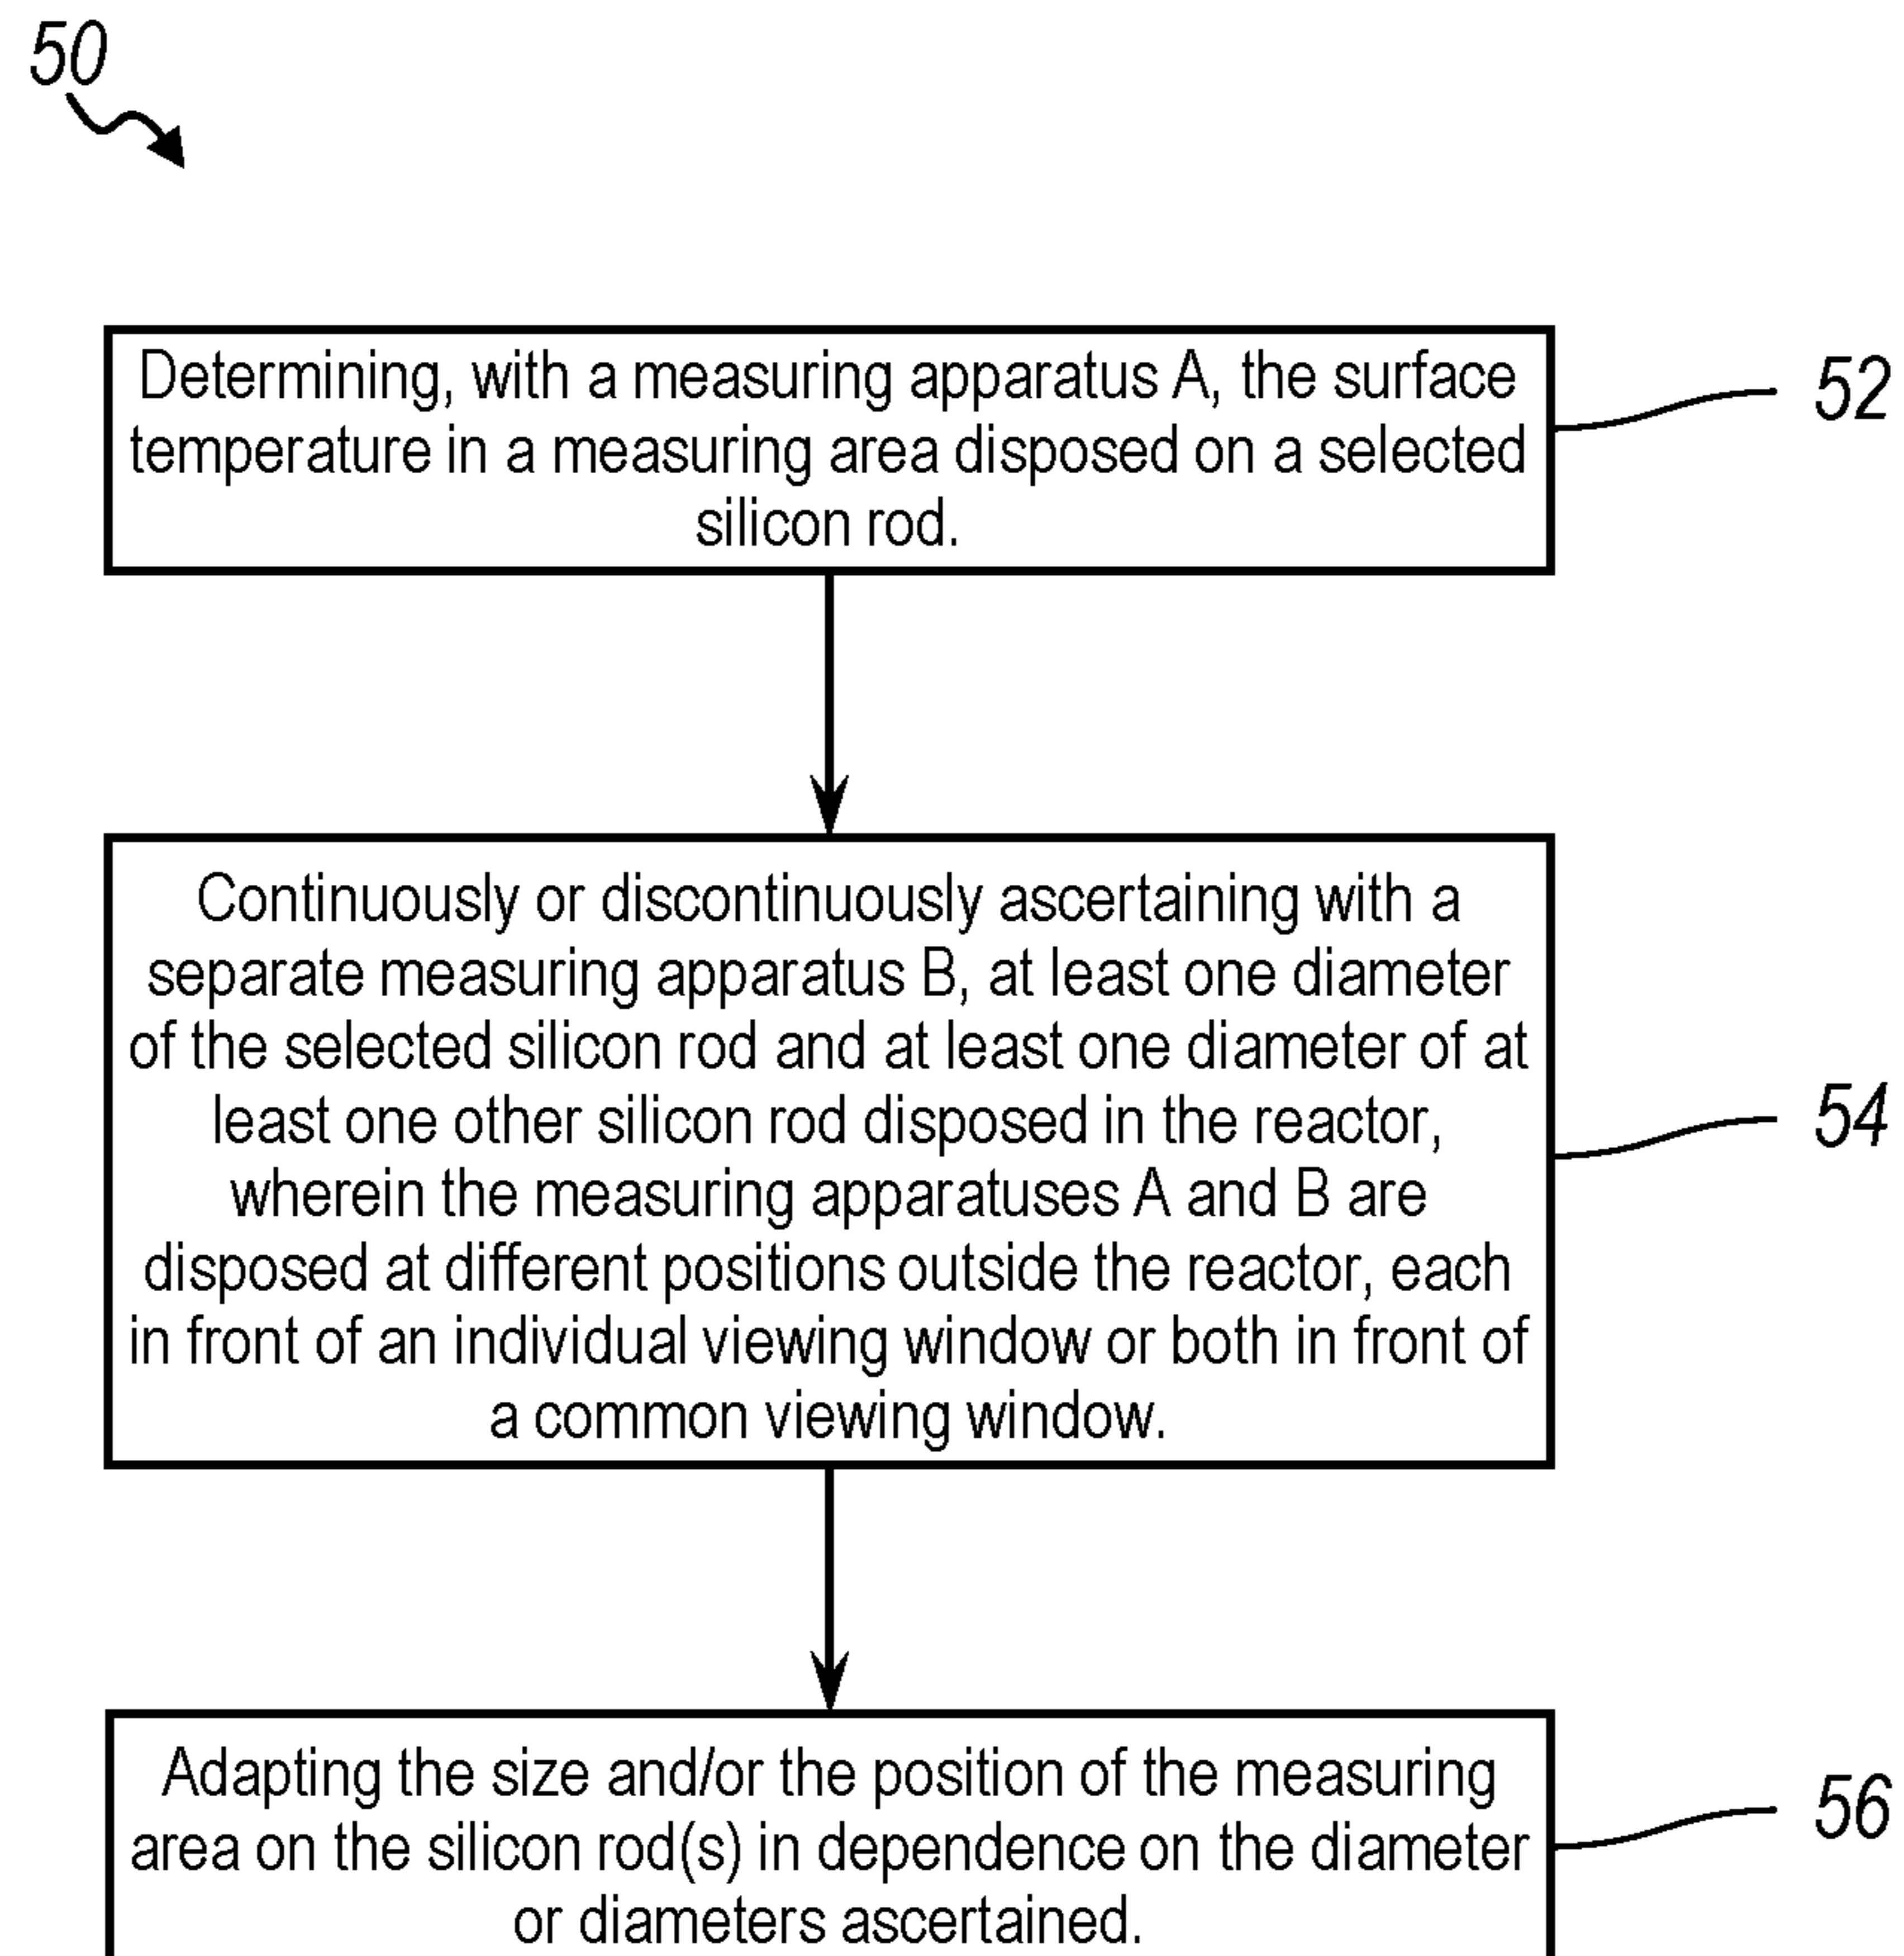 50
Determining, with a measuring apparatus A, the surface
temperature in a measuring area disposed on a selected
silicon rod.
52
Continuously or discontinuously ascertaining with a
separate measuring apparatus B, at least one diameter
of the selected silicon rod and at least one diameter of at
least one other silicon rod disposed in the reactor,
wherein the measuring apparatuses A and B are
disposed at different positions outside the reactor, each
in front of an individual viewing window or both in front of
a common viewing window.
54
Adapting the size and/or the position of the measuring
area on the silicon rod(s) in dependence on the diameter
or diameters ascertained.
56